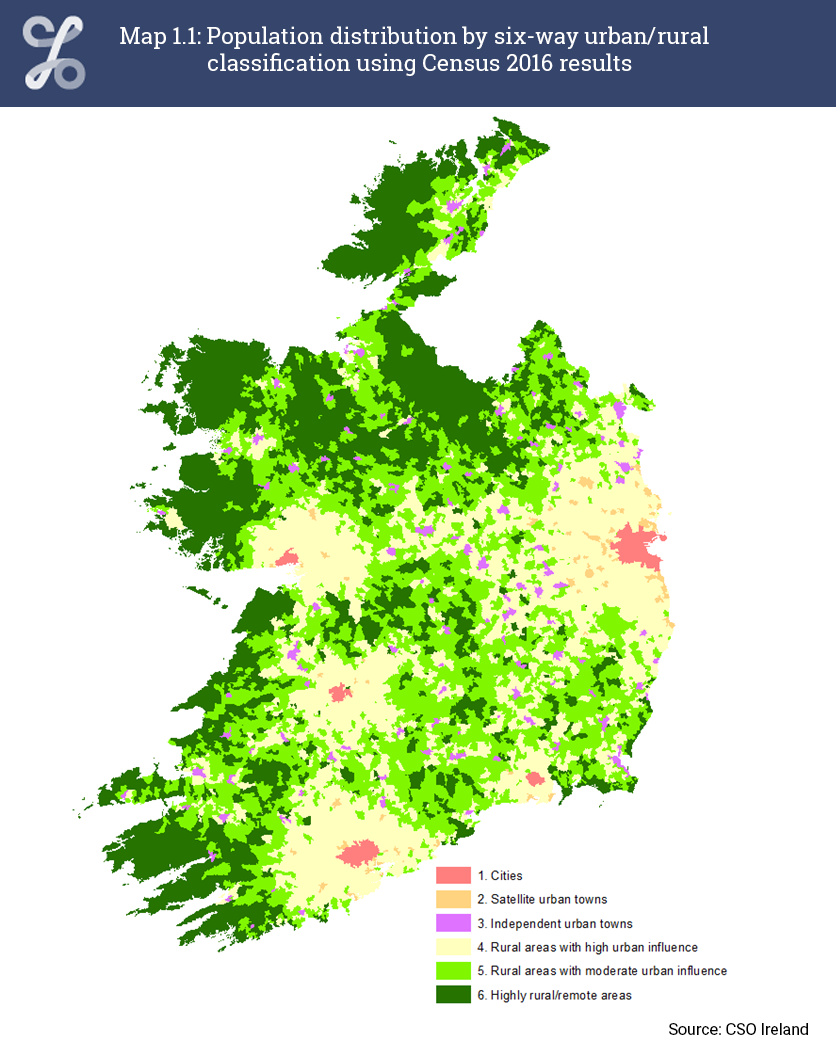 Map 1.1: Population distribution by six-way urban/rural
classification using Census 2016 results
1. Cities
2. Satellite urban towns
3. Independent urban towns
4. Rural areas with high urban influence
5. Rural areas with moderate urban influence
6. Highly rural/remote areas
Source: CSO Ireland